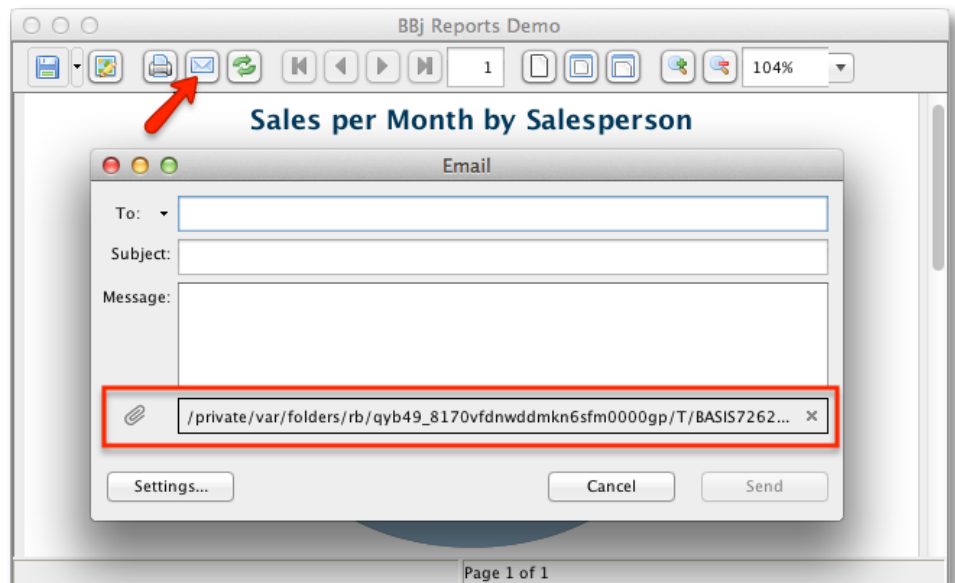 BBj Reports Demo
1
104%
Sales per Month by Salesperson
Email
To:
Subject:
Message:
/private/var/folders/rb/qyb49_8170vfdnwddmkn6sfm0000gp/T/BASIS7262...
Settings...
Cancel
Send
Page 1 of 1